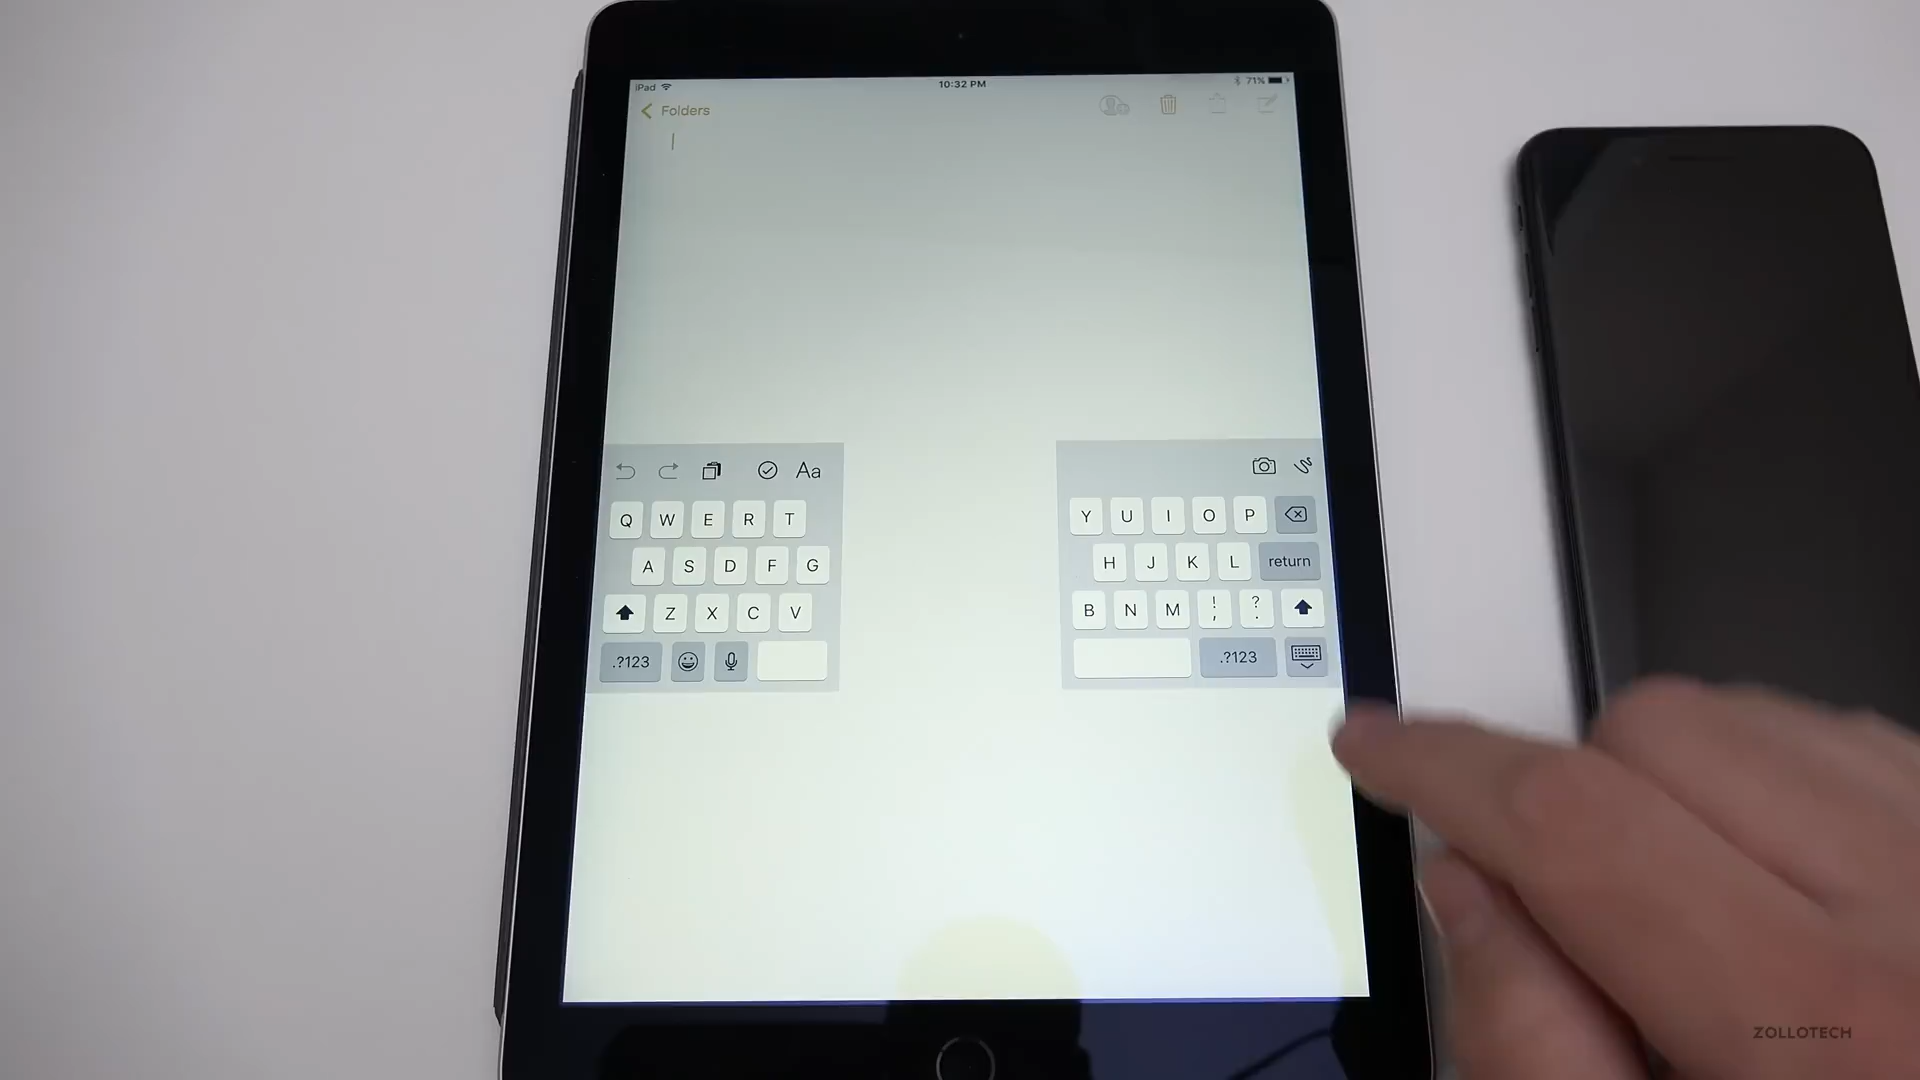 iPad 10:32 PM 71%
Folders
Aa
Q W E R T Y U I O P
A S D F G H J K L return
Z X C V B N M ! , ? .
.?123 .?123
ZOLLOTECH